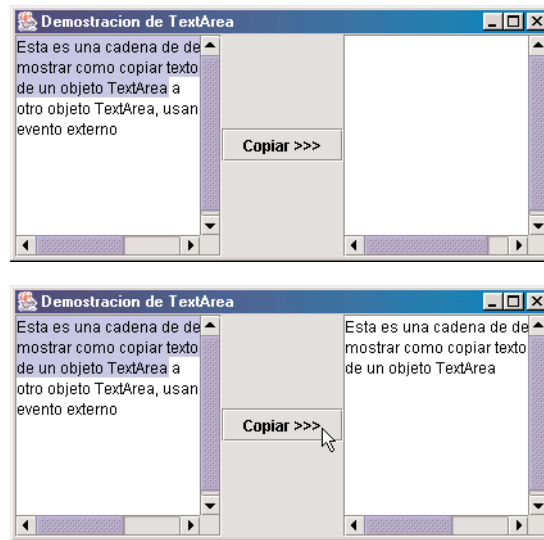 Demostracion de TextArea
Esta es una cadena de de
mostrar como copiar texto
de un objeto TextArea a
otro objeto TextArea, usan
evento externo
Copiar >>>
Demostracion de TextArea
Esta es una cadena de de
mostrar como copiar texto
de un objeto TextArea a
otro objeto TextArea, usan
evento externo
Copiar >>>
Esta es una cadena de de
mostrar como copiar texto
de un objeto TextArea